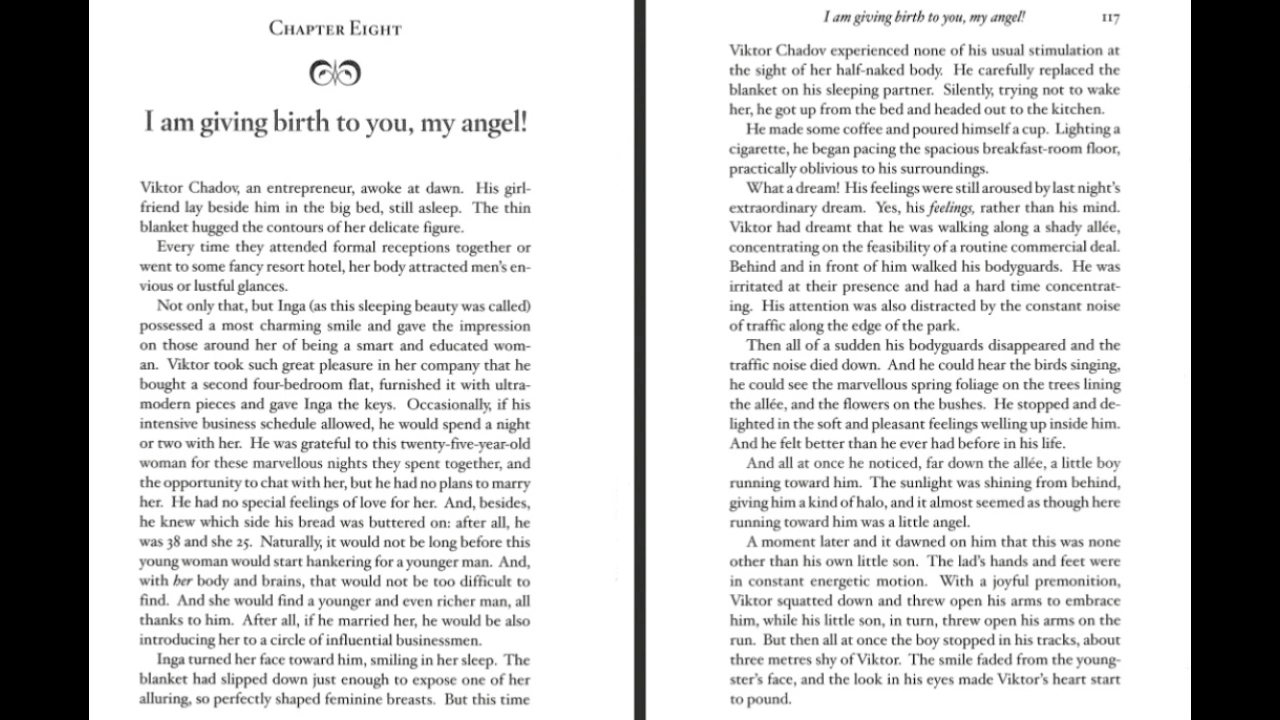 CHAPTER EIGHT
I am giving birth to you, my angel!
Viktor Chadov, an entrepreneur, awoke at dawn. His girl-
friend lay beside him in the big bed, still asleep. The thin
blanket hugged the contours of her delicate figure.
Every time they attended formal receptions together or
went to some fancy resort hotel, her body attracted men's en-
vious or lustful glances.
Not only that, but Inga (as this sleeping beauty was called)
possessed a most charming smile and gave the impression
on those around her of being a smart and educated wom-
an. Viktor took such great pleasure in her company that he
bought a second four-bedroom flat, furnished it with ultra-
modern pieces and gave Inga the keys. Occasionally, if his
intensive business schedule allowed, he would spend a night
or two with her. He was grateful to this twenty-five-year-old
woman for these marvellous nights they spent together, and
the opportunity to chat with her, but he had no plans to marry
her. He had no special feelings of love for her. And, besides,
he knew which side his bread was buttered on: after all, he
was 38 and she 25. Naturally, it would not be long before this
young woman would start hankering for a younger man. And,
with her body and brains, that would not be too difficult to
find. And she would find a younger and even richer man, all
thanks to him. After all, if he married her, he would be also
introducing her to a circle of influential businessmen.
Inga turned her face toward him, smiling in her sleep. The
blanket had slipped down just enough to expose one of her
alluring, so perfectly shaped feminine breasts. But this time
I am giving birth to you, my angel! 117
Viktor Chadov experienced none of his usual stimulation at
the sight of her half-naked body. He carefully replaced the
blanket on his sleeping partner. Silently, trying not to wake
her, he got up from the bed and headed out to the kitchen.
He made some coffee and poured himself a cup. Lighting a
cigarette, he began pacing the spacious breakfast-room floor,
practically oblivious to his surroundings.
What a dream! His feelings were still aroused by last night's
extraordinary dream. Yes, his feelings, rather than his mind.
Viktor had dreamt that he was walking along a shady allée,
concentrating on the feasibility of a routine commercial deal.
Behind and in front of him walked his bodyguards. He was
irritated at their presence and had a hard time concentrat-
ing. His attention was also distracted by the constant noise
of traffic along the edge of the park.
Then all of a sudden his bodyguards disappeared and the
traffic noise died down. And he could hear the birds singing,
he could see the marvellous spring foliage on the trees lining
the allée, and the flowers on the bushes. He stopped and de-
lighted in the soft and pleasant feelings welling up inside him.
And he felt better than he ever had before in his life.
And all at once he noticed, far down the allée, a little boy
running toward him. The sunlight was shining from behind,
giving him a kind of halo, and it almost seemed as though here
running toward him was a little angel.
A moment later and it dawned on him that this was none
other than his own little son. The lad's hands and feet were
in constant energetic motion. With a joyful premonition,
Viktor squatted down and threw open his arms to embrace
him, while his little son, in turn, threw open his arms on the
run. But then all at once the boy stopped in his tracks, about
three metres shy of Viktor. The smile faded from the young-
ster's face, and the look in his eyes made Viktor's heart start
to pound.